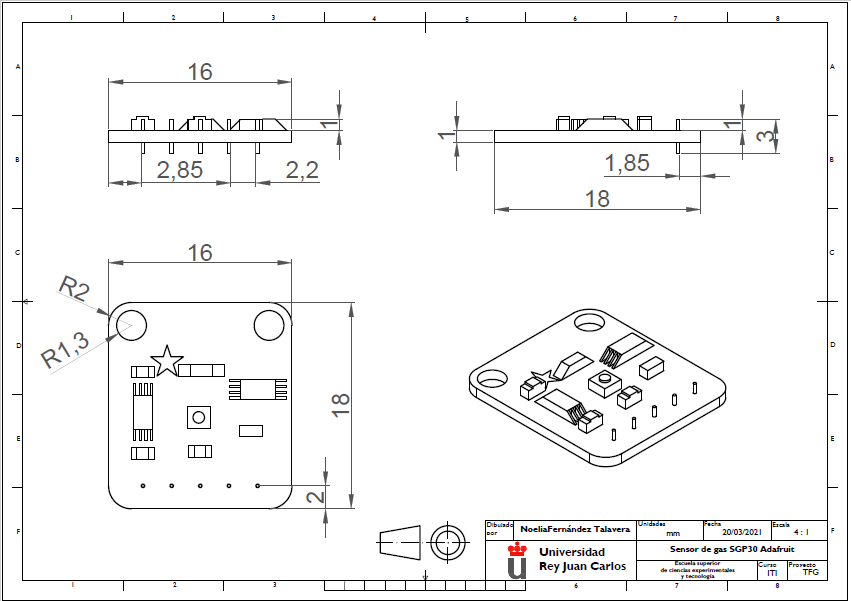 1 2 3 4 5 6 7 8
A A
16
1
1
1
3
B B
2,85 2,2
1,85
18
C C
16
R2
R1,3
D D
18
E E
2
F F
Dibujado por
NoeliaFernández Talavera
Unidades
mm
Fecha
20/03/2021
Escala
4 : 1
Universidad
Rey Juan Carlos
Sensor de gas SGP30 Adafruit
Escuela superior
de ciencias experimentales
y tecnología
Curso
ITI
Proyecto
TFG
1 2 3 6 7 8